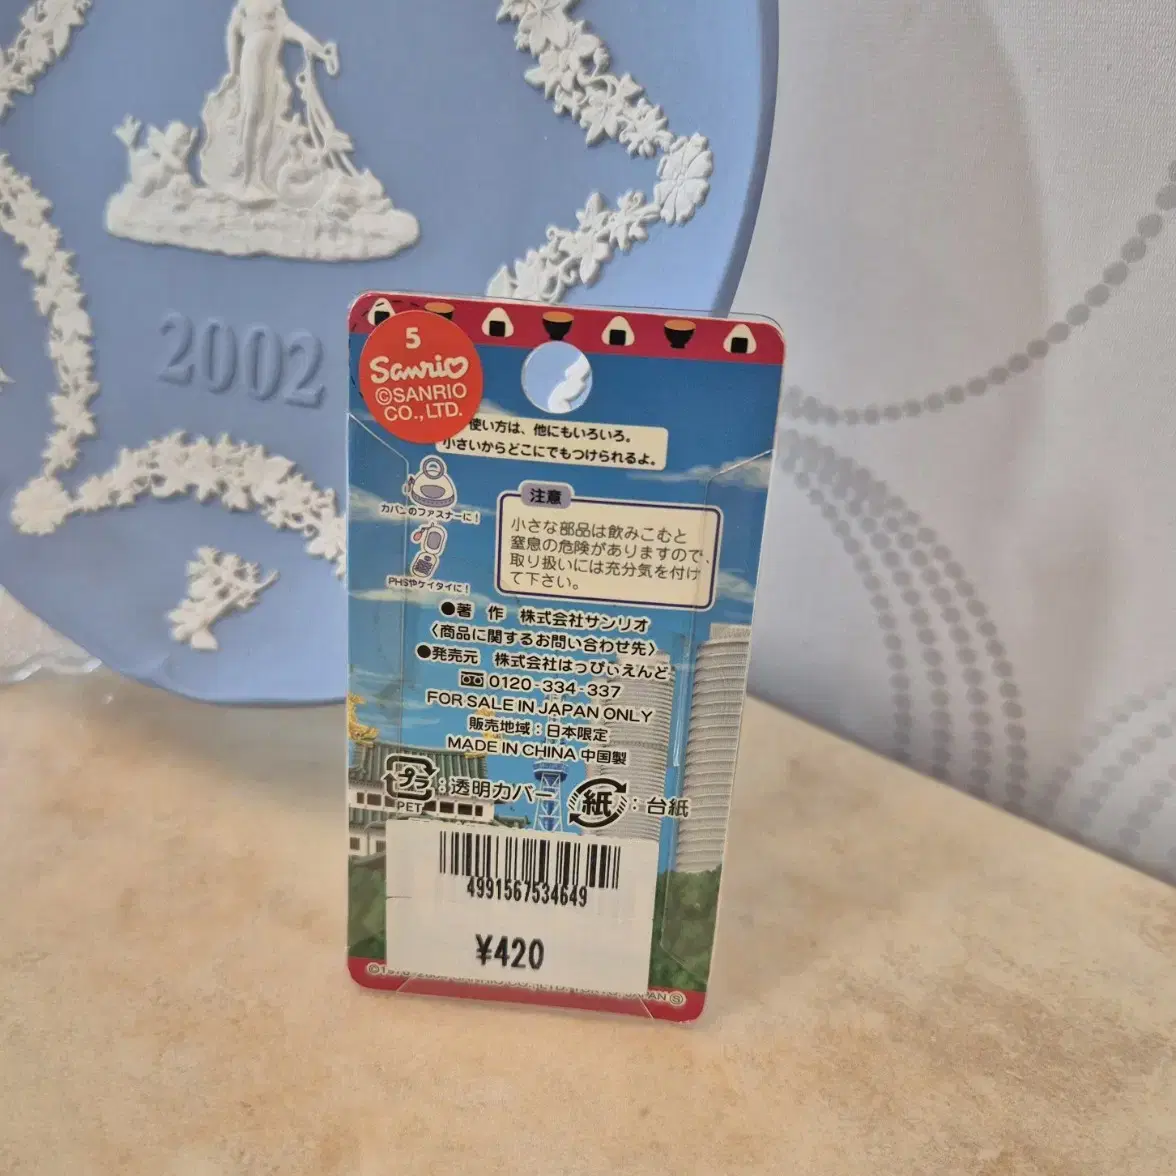 2002
5
Sanrio
©SANRIO
CO., LTD.
使い方は、他にもいろいろ。
小さいからどこにでもつけられるよ。
カバンのファスナーに！
PHSやケイタイに！
注意
小さな部品は飲みこむと
窒息の危険がありますので、
取り扱いには充分気を付け
て下さい。
●著 作 株式会社サンリオ
〈商品に関するお問い合わせ先〉
●発売元 株式会社はっぴぃえんど
0120-334-337
FOR SALE IN JAPAN ONLY
販売地域：日本限定
MADE IN CHINA 中国製
プラ
PET
：透明カバー
紙
：台紙
4991567534649
¥420
JAPAN Ⓢ